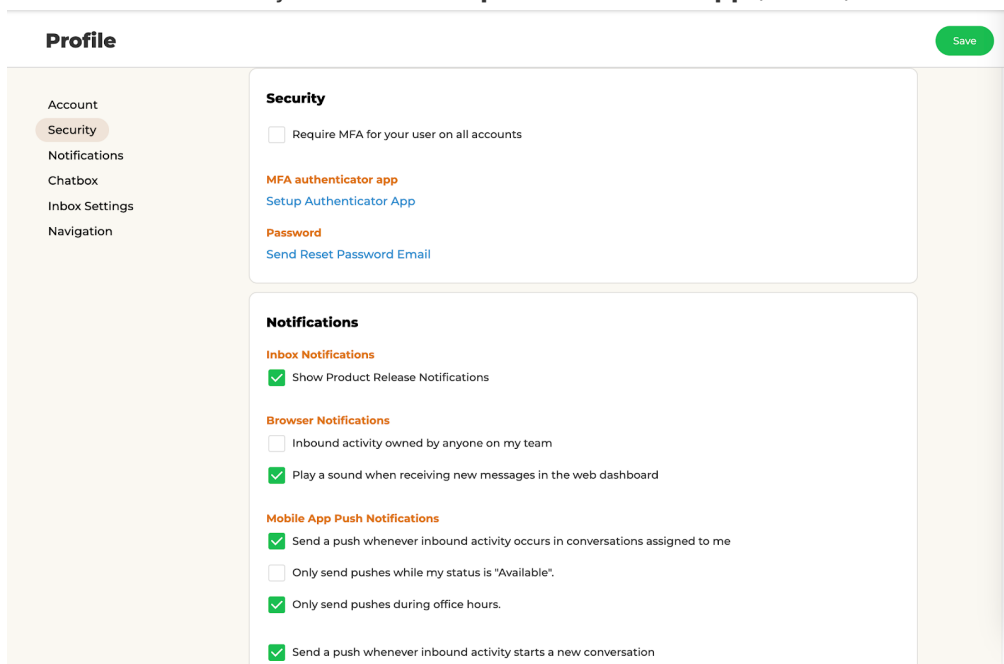 Profile
Save
Account
Security
Notifications
Chatbox
Inbox Settings
Navigation
Security
Require MFA for your user on all accounts
MFA authenticator app
Setup Authenticator App
Password
Send Reset Password Email
Notifications
Inbox Notifications
Show Product Release Notifications
Browser Notifications
Inbound activity owned by anyone on my team
Play a sound when receiving new messages in the web dashboard
Mobile App Push Notifications
Send a push whenever inbound activity occurs in conversations assigned to me
Only send pushes while my status is "Available".
Only send pushes during office hours.
Send a push whenever inbound activity starts a new conversation